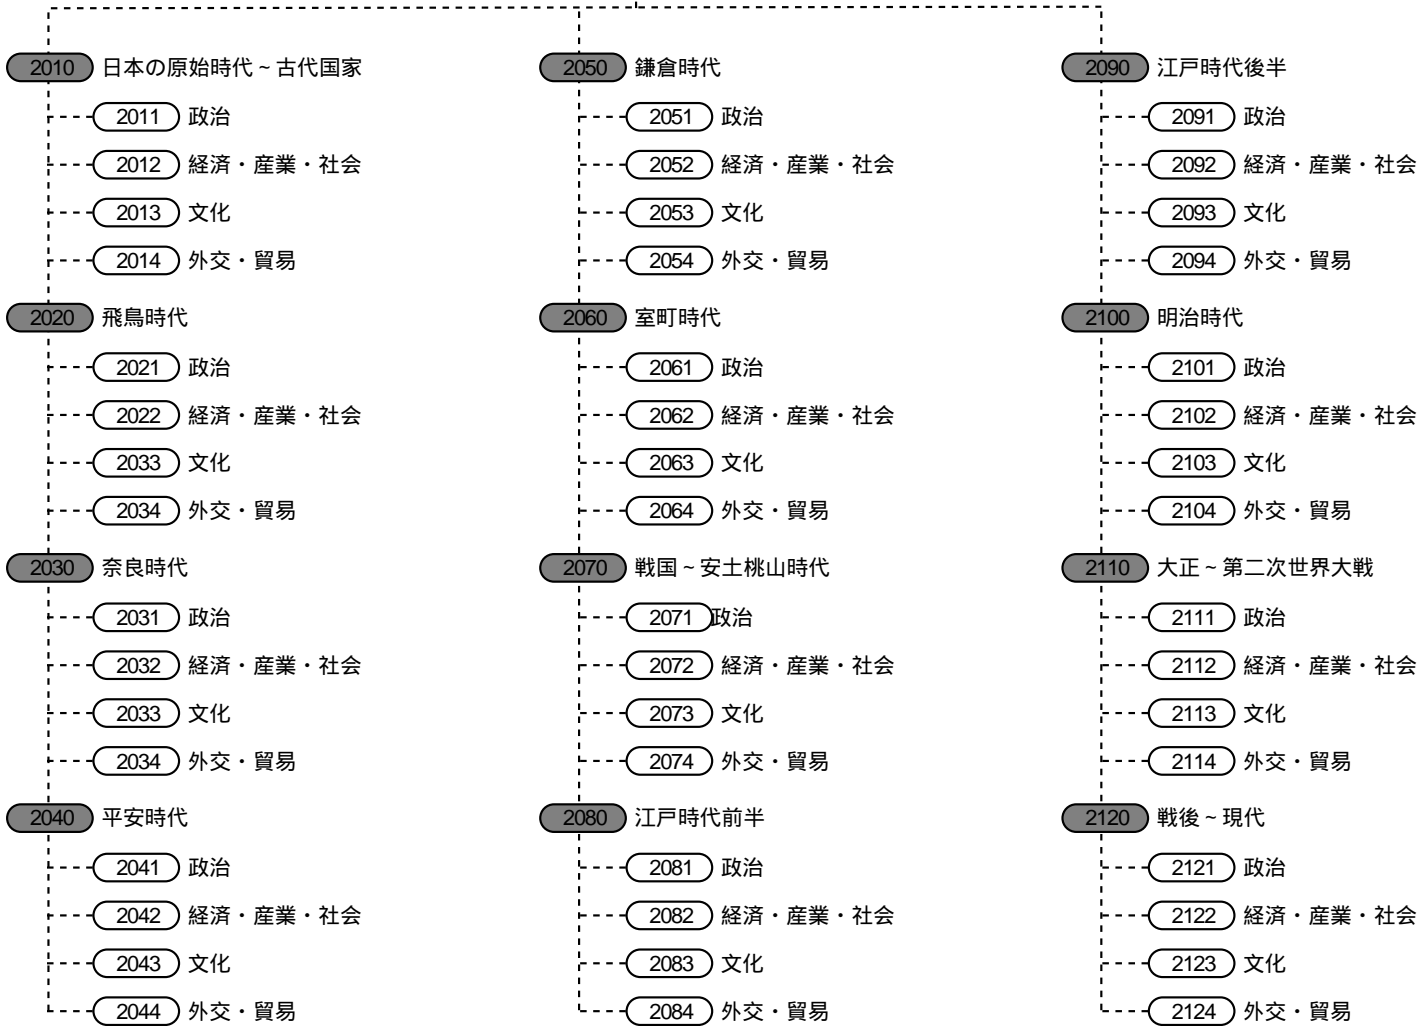 2010 日本の原始時代~古代国家
2011 政治
2012 経済・産業・社会
2013 文化
2014 外交・貿易
2020 飛鳥時代
2021 政治
2022 経済・産業・社会
2033 文化
2034 外交・貿易
2030 奈良時代
2031 政治
2032 経済・産業・社会
2033 文化
2034 外交・貿易
2040 平安時代
2041 政治
2042 経済・産業・社会
2043 文化
2044 外交・貿易
2050 鎌倉時代
2051 政治
2052 経済・産業・社会
2053 文化
2054 外交・貿易
2060 室町時代
2061 政治
2062 経済・産業・社会
2063 文化
2064 外交・貿易
2070 戦国~安土桃山時代
2071 政治
2072 経済・産業・社会
2073 文化
2074 外交・貿易
2080 江戸時代前半
2081 政治
2082 経済・産業・社会
2083 文化
2084 外交・貿易
2090 江戸時代後半
2091 政治
2092 経済・産業・社会
2093 文化
2094 外交・貿易
2100 明治時代
2101 政治
2102 経済・産業・社会
2103 文化
2104 外交・貿易
2110 大正~第二次世界大戦
2111 政治
2112 経済・産業・社会
2113 文化
2114 外交・貿易
2120 戦後~現代
2121 政治
2122 経済・産業・社会
2123 文化
2124 外交・貿易